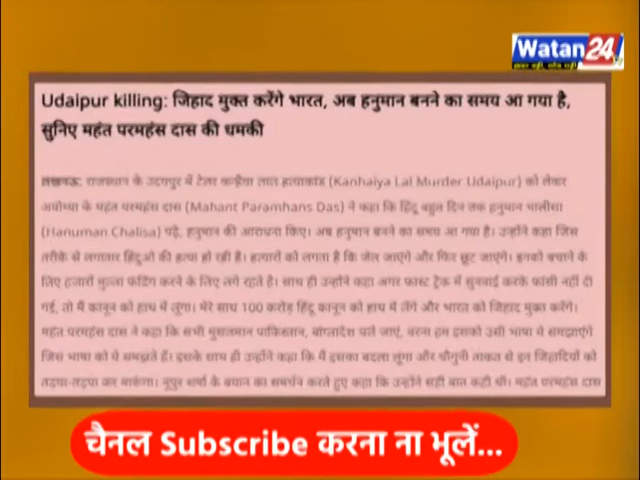 Watan 24
Udaipur killing: जिहाद मुक्त करेंगे भारत, अब हनुमान बनने का समय आ गया है,
सुनिए महंत परमहंस दास की धमकी
लखनऊ: राजस्थान के उदयपुर में टेलर कन्हैया लाल हत्याकांड (Kanhaiya Lal Murder Udaipur) को लेकर
अयोध्या के महंत परमहंस दास (Mahant Paramhans Das) ने कहा कि हिंदू बहुत दिन तक हनुमान चालीसा
(Hanuman Chalisa) पढ़े, हनुमान की आराधना किए। अब हनुमान बनने का समय आ गया है। उन्होंने कहा जिस
तरीके से लगातार हिंदुओं की हत्या हो रही है। हत्यारों को लगता है कि जेल जाएंगे और फिर छूट जाएंगे। इनको बचाने के
लिए हजारों मुल्ला फंडिंग करने के लिए लगे रहते है। साथ ही उन्होंने कहा अगर फास्ट ट्रैक में सुनवाई करके फांसी नहीं दी
गई, तो मैं कानून को हाथ में लूंगा। मेरे साथ 100 करोड़ हिंदू कानून को हाथ में लेंगे और भारत को जिहाद मुक्त करेंगे।
महंत परमहंस दास ने कहा कि सभी मुसलमान पाकिस्तान, बांग्लादेश चले जाएं, वरना हम इसको उसी भाषा में समझाएंगे
जिस भाषा को ये समझते हैं। इसके साथ ही उन्होंने कहा कि मैं इसका बदला लूंगा और चौगुनी ताकत से इन जिहादियों को
तड़पा-तड़पा कर मारूंगा। नूपुर शर्मा के बयान का समर्थन करते हुए कहा कि उन्होंने सही बात कही थी। महंत परमहंस दास
चैनल Subscribe करना ना भूलें...